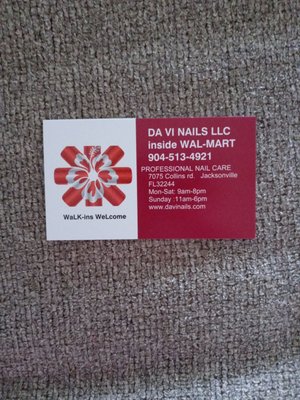 DA VI NAILS LLC
inside WAL-MART
904-513-4921
PROFESSIONAL NAIL CARE
7075 Collins rd. Jacksonville
FL32244
Mon-Sat: 9am-8pm
Sunday :11am-6pm
www.davinails.com
WaLK-ins WeLcome